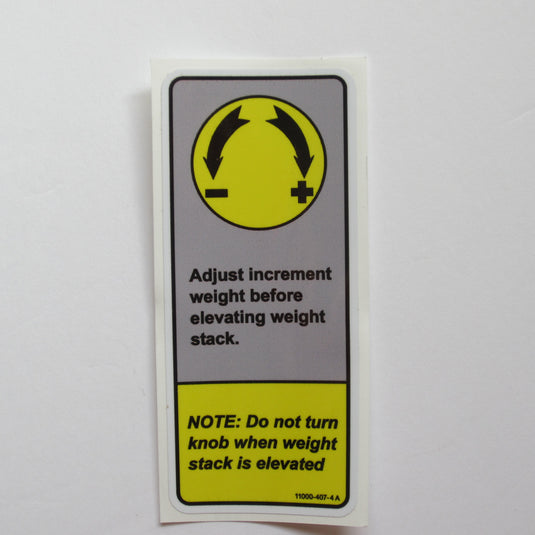 - +
Adjust increment
weight before
elevating weight
stack.
NOTE: Do not turn
knob when weight
stack is elevated
11000-407-4 A